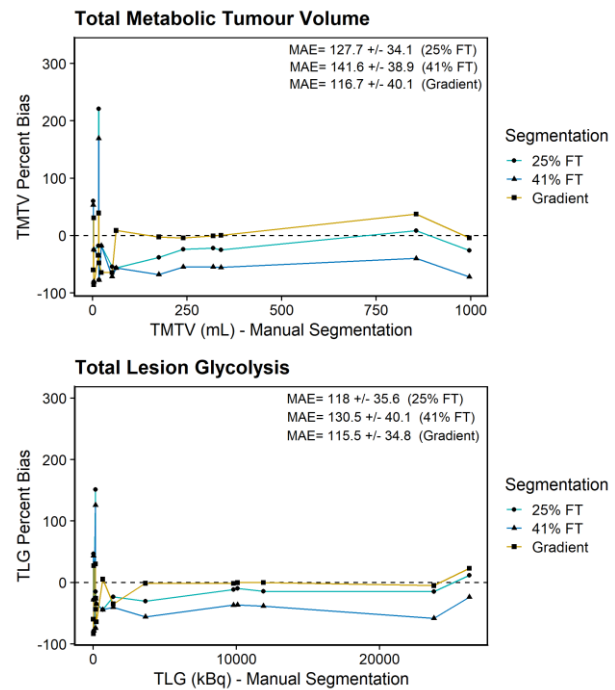 Total Metabolic Tumour Volume
MAE= 127.7 +/- 34.1 (25% FT)
MAE= 141.6 +/- 38.9 (41% FT)
MAE= 116.7 +/- 40.1 (Gradient)
300
200
100
0
-100
TMTV Percent Bias
0
250
500
750
1000
TMTV (mL) - Manual Segmentation
Segmentation
25% FT
41% FT
Gradient
Total Lesion Glycolysis
MAE= 118 +/- 35.6 (25% FT)
MAE= 130.5 +/- 40.1 (41% FT)
MAE= 115.5 +/- 34.8 (Gradient)
300
200
100
0
-100
TLG Percent Bias
0
10000
20000
TLG (kBq) - Manual Segmentation
Segmentation
25% FT
41% FT
Gradient